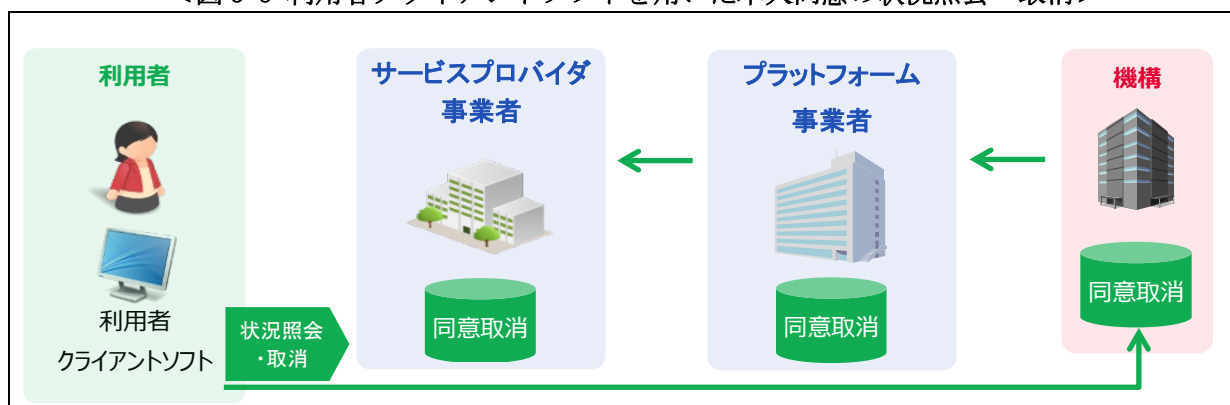 利用者
サービスプロバイダ
事業者
プラットフォーム
事業者
機構
利用者
クライアントソフト
状況照会
・取消
同意取消
同意取消
同意取消